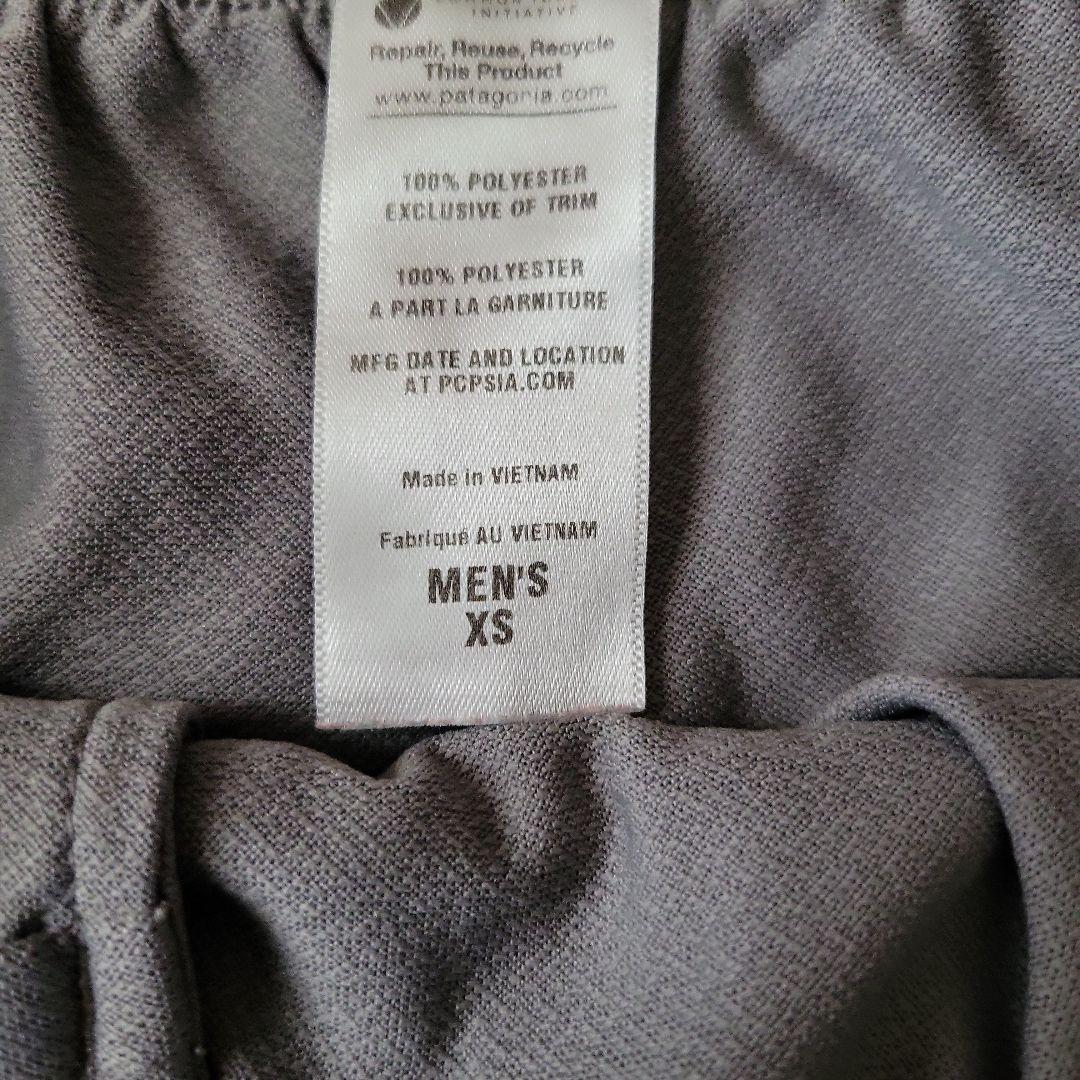 INITIATIVE
Repair, Reuse, Recycle
This Product
www.patagonia.com
100% POLYESTER
EXCLUSIVE OF TRIM
100% POLYESTER
A PART LA GARNITURE
MFG DATE AND LOCATION
AT PCPSIA.COM
Made in VIETNAM
Fabriqué AU VIETNAM
MEN'S
XS